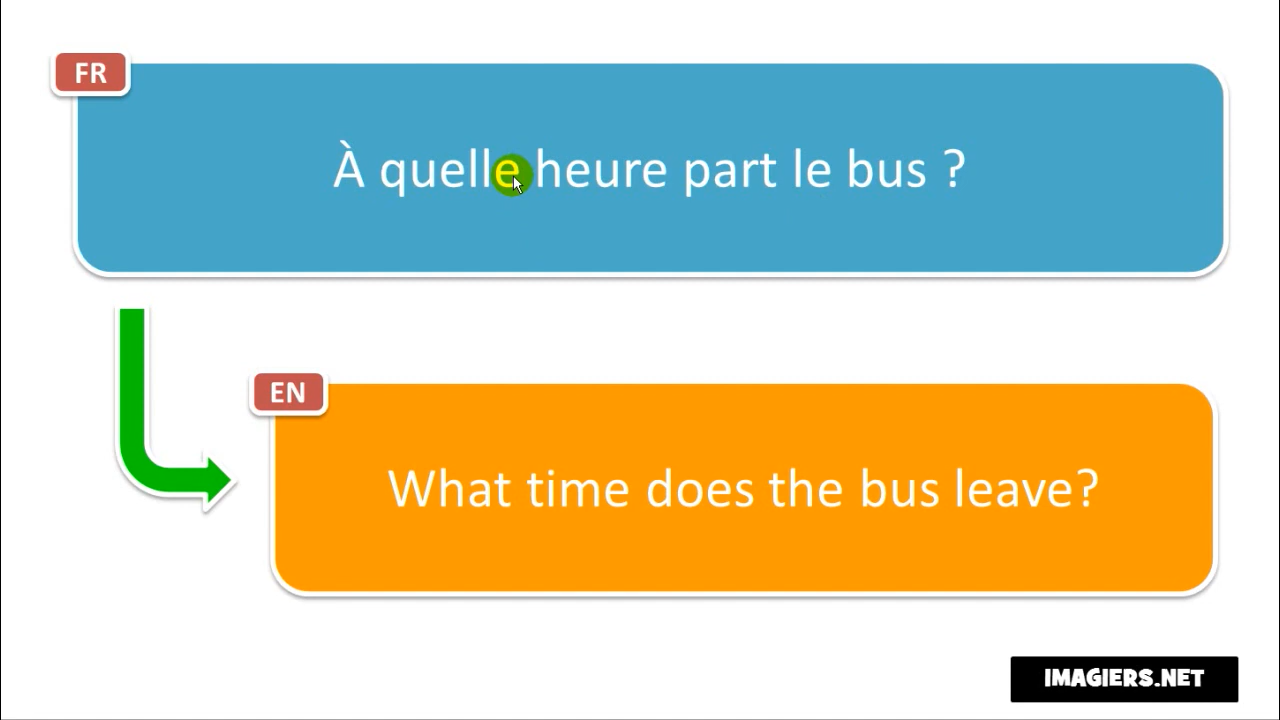 FR
À quelle heure part le bus ?
EN
What time does the bus leave?
IMAGIERS.NET